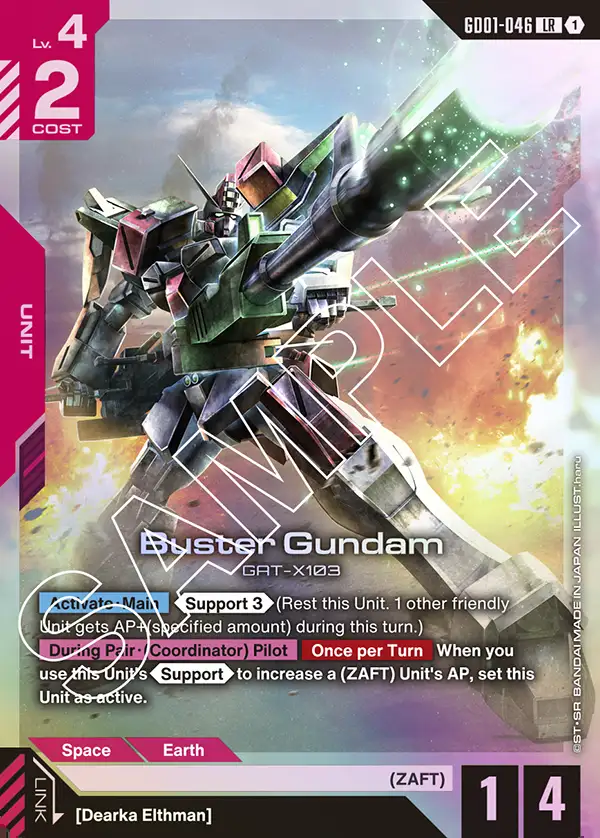 Lv. 4
2
COST
GD01-046 LR 1
UNIT
SAMPLE
Buster Gundam
GAT-X103
Activate･Main Support 3 (Rest this Unit. 1 other friendly
Unit gets AP+(specified amount) during this turn.)
During Pair･(Coordinator) Pilot Once per Turn When you
use this Unit's Support to increase a (ZAFT) Unit's AP, set this
Unit as active.
©ST･SR BANDAI MADE IN JAPAN ILLUST.haru
Space Earth
(ZAFT)
LINK
[Dearka Elthman]
1 4